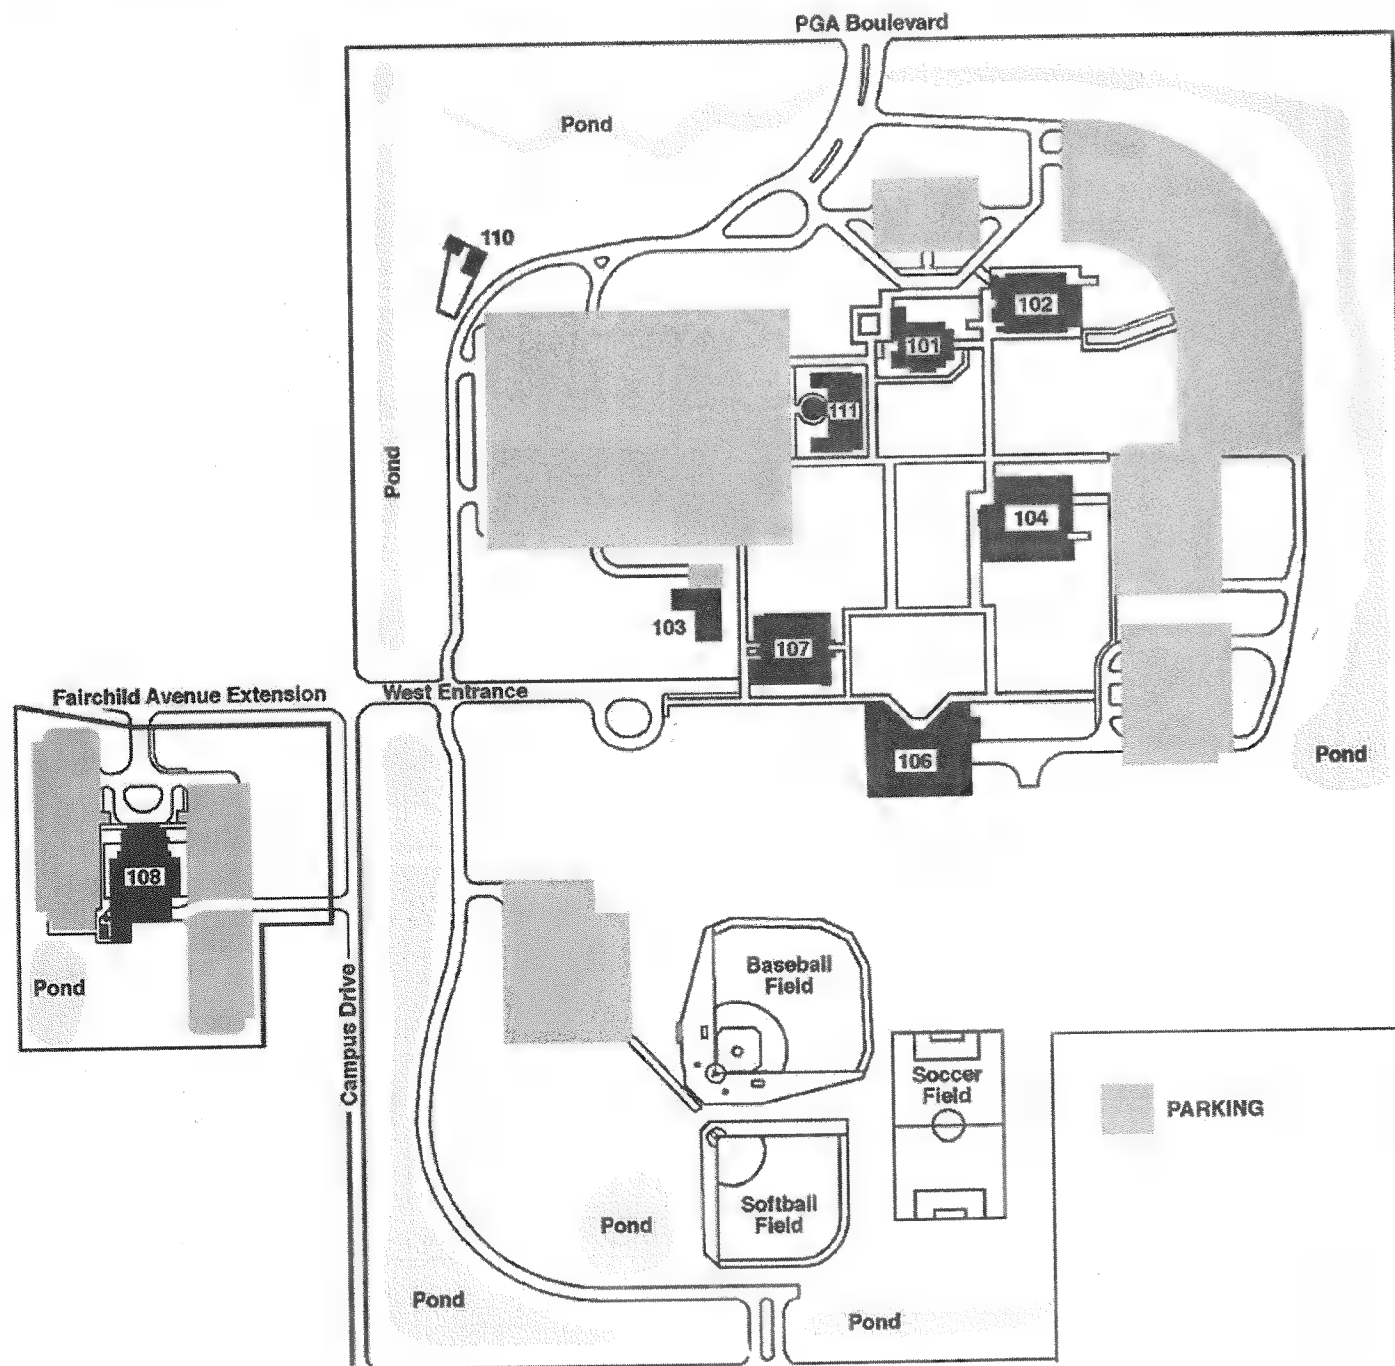 PGA Boulevard
Pond
110
102
101
111
Pond
104
103
107
Fairchild Avenue Extension
West Entrance
106
Pond
108
Baseball
Field
Pond
Campus Drive
Soccer
Field
PARKING
Softball
Field
Pond
Pond
Pond